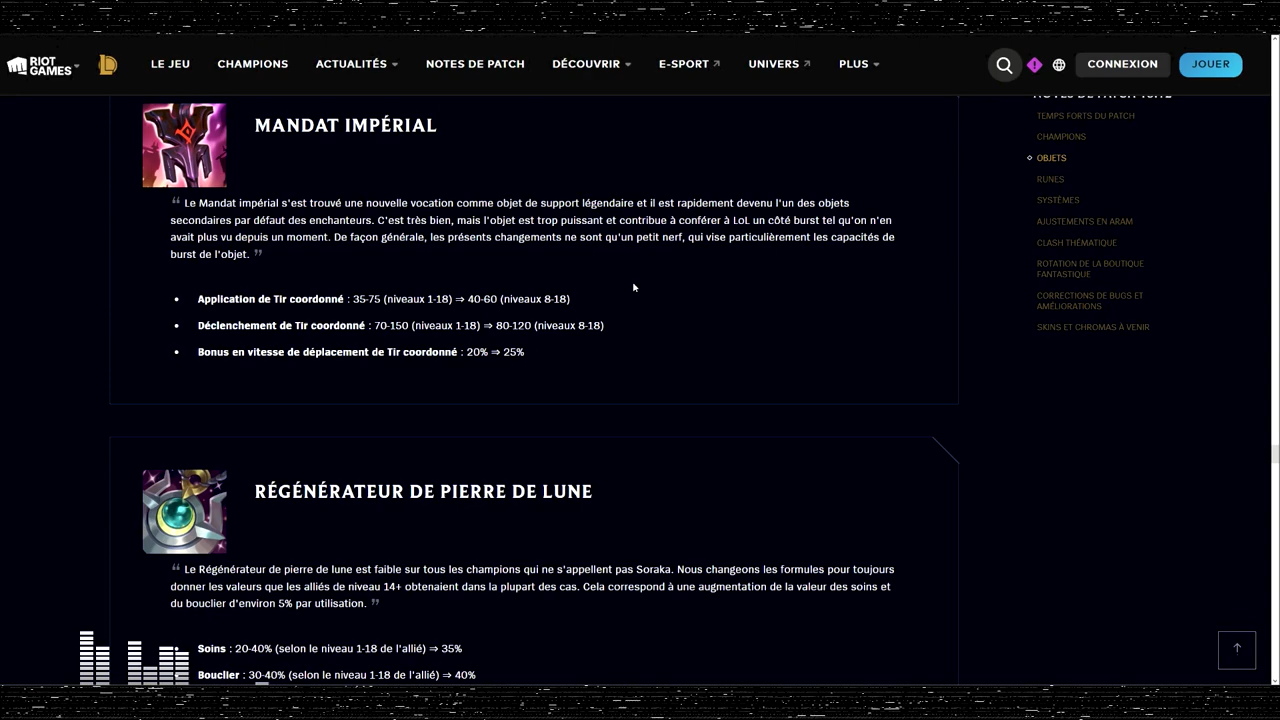 RIOT GAMES
LE JEU
CHAMPIONS
ACTUALITÉS
NOTES DE PATCH
DÉCOUVRIR
E-SPORT
UNIVERS
PLUS
CONNEXION
JOUER
MANDAT IMPÉRIAL
“ Le Mandat impérial s'est trouvé une nouvelle vocation comme objet de support légendaire et il est rapidement devenu l'un des objets
secondaires par défaut des enchanteurs. C'est très bien, mais l'objet est trop puissant et contribue à conférer à LoL un côté burst tel qu'on n'en
avait plus vu depuis un moment. De façon générale, les présents changements ne sont qu'un petit nerf, qui vise particulièrement les capacités de
burst de l'objet. ”
• Application de Tir coordonné : 35-75 (niveaux 1-18) ⇒ 40-60 (niveaux 8-18)
• Déclenchement de Tir coordonné : 70-150 (niveaux 1-18) ⇒ 80-120 (niveaux 8-18)
• Bonus en vitesse de déplacement de Tir coordonné : 20% ⇒ 25%
RÉGÉNÉRATEUR DE PIERRE DE LUNE
“ Le Régénérateur de pierre de lune est faible sur tous les champions qui ne s'appellent pas Soraka. Nous changeons les formules pour toujours
donner les valeurs que les alliés de niveau 14+ obtenaient dans la plupart des cas. Cela correspond à une augmentation de la valeur des soins et
du bouclier d'environ 5% par utilisation. ”
Soins : 20-40% (selon le niveau 1-18 de l'allié) ⇒ 35%
Bouclier : 30-40% (selon le niveau 1-18 de l'allié) ⇒ 40%
TEMPS FORTS DU PATCH
CHAMPIONS
OBJETS
RUNES
SYSTÈMES
AJUSTEMENTS EN ARAM
CLASH THÉMATIQUE
ROTATION DE LA BOUTIQUE
FANTASTIQUE
CORRECTIONS DE BUGS ET
AMÉLIORATIONS
SKINS ET CHROMAS À VENIR